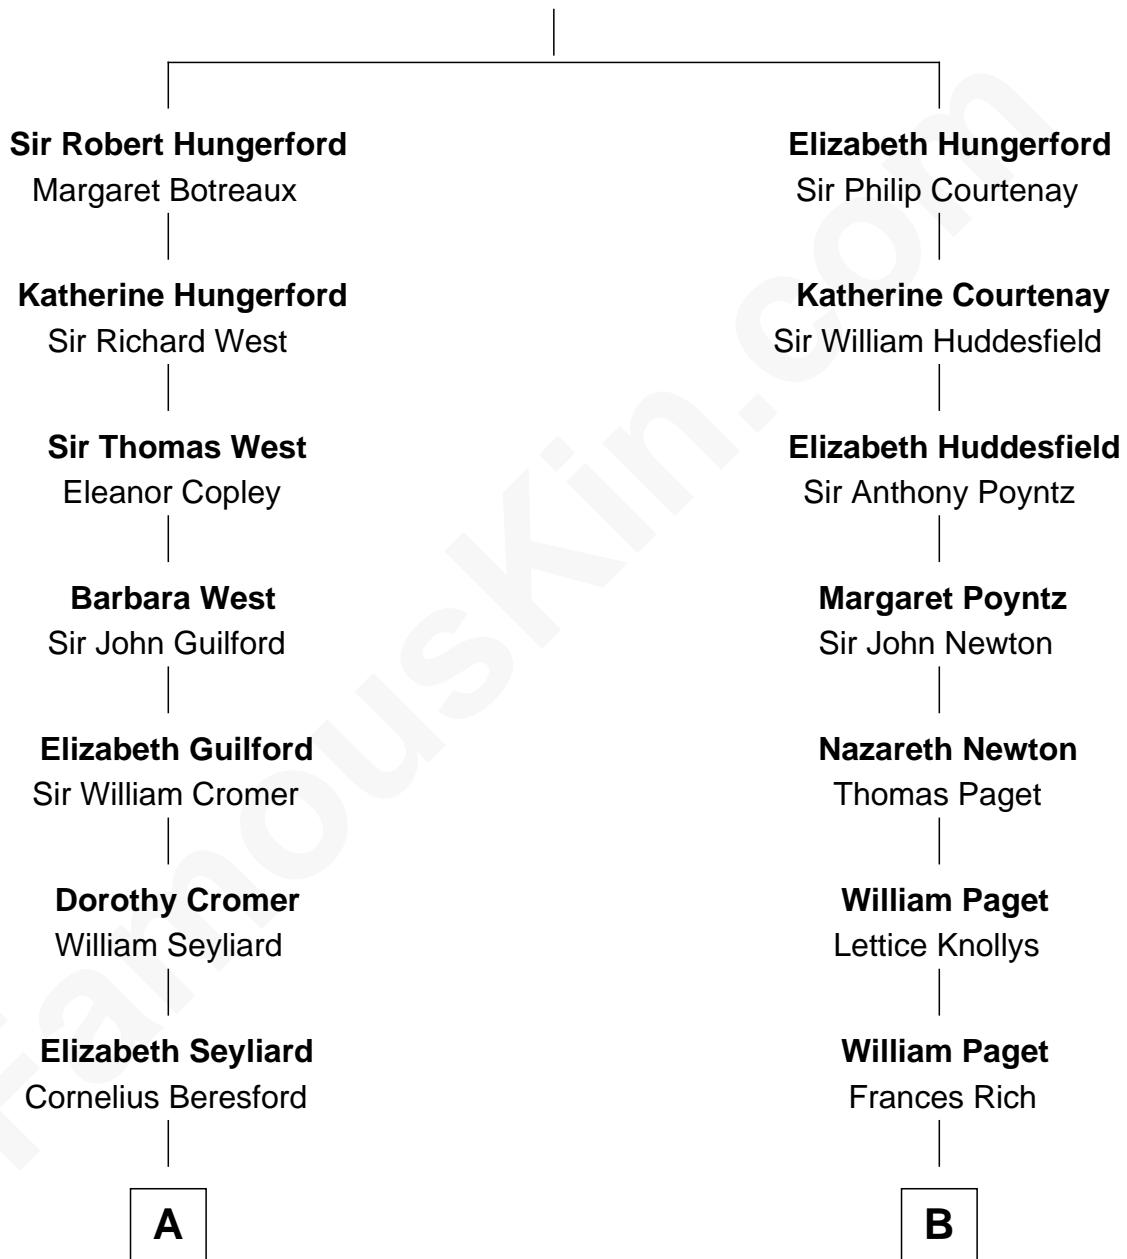 Sir Robert Hungerford
Margaret Botreaux
Katherine Hungerford
Sir Richard West
Sir Thomas West
Eleanor Copley
Barbara West
Sir John Guilford
Elizabeth Guilford
Sir William Cromer
Dorothy Cromer
William Seyliard
Elizabeth Seyliard
Cornelius Beresford
A
Elizabeth Hungerford
Sir Philip Courtenay
Katherine Courtenay
Sir William Huddesfield
Elizabeth Huddesfield
Sir Anthony Poyntz
Margaret Poyntz
Sir John Newton
Nazareth Newton
Thomas Paget
William Paget
Lettice Knollys
William Paget
Frances Rich
B
FamousKin.com